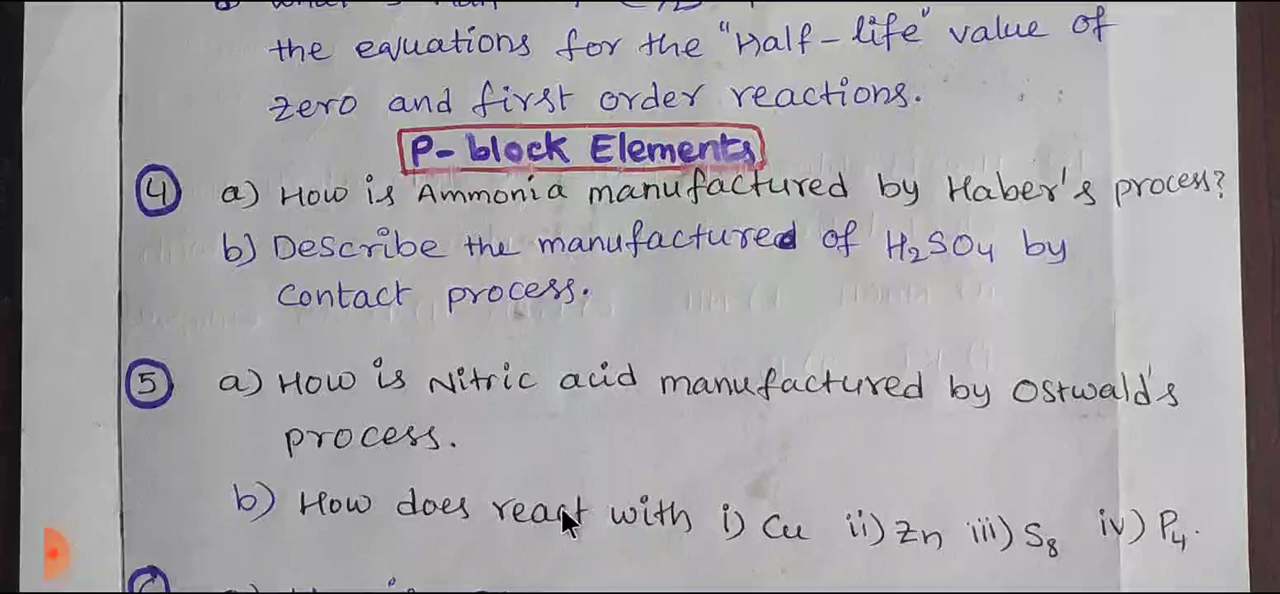 the equations for the "Half-life" value of
zero and first order reactions.
P-block Elements
4 a) How is Ammonia manufactured by Haber's process?
b) Describe the manufactured of H₂SO₄ by
Contact process.
5 a) How is Nitric acid manufactured by Ostwald's
process.
b) How does react with i) Cu ii) Zn iii) S₈ iv) P₄.